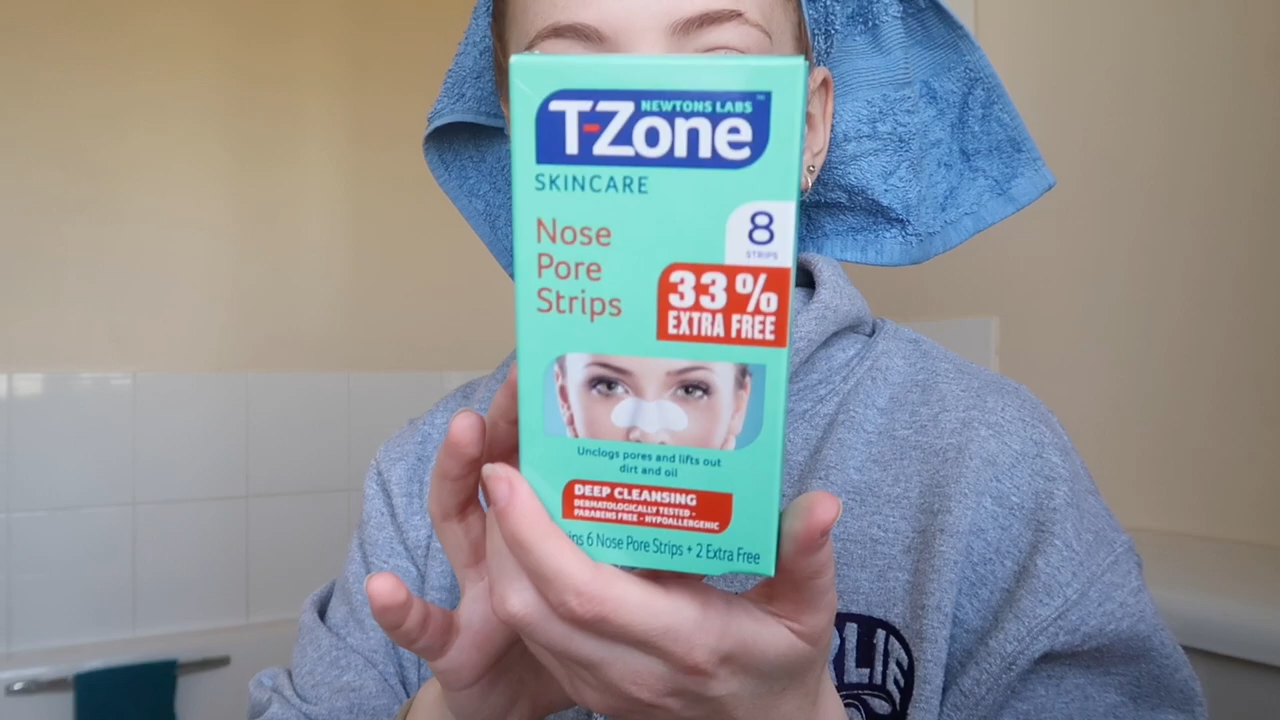 NEWTONS LABS™
T-Zone
SKINCARE
Nose
Pore
Strips
8
STRIPS
33%
EXTRA FREE
Unclogs pores and lifts out
dirt and oil
DEEP CLEANSING
DERMATOLOGICALLY TESTED •
PARABENS FREE • HYPOALLERGENIC
6 Nose Pore Strips + 2 Extra Free